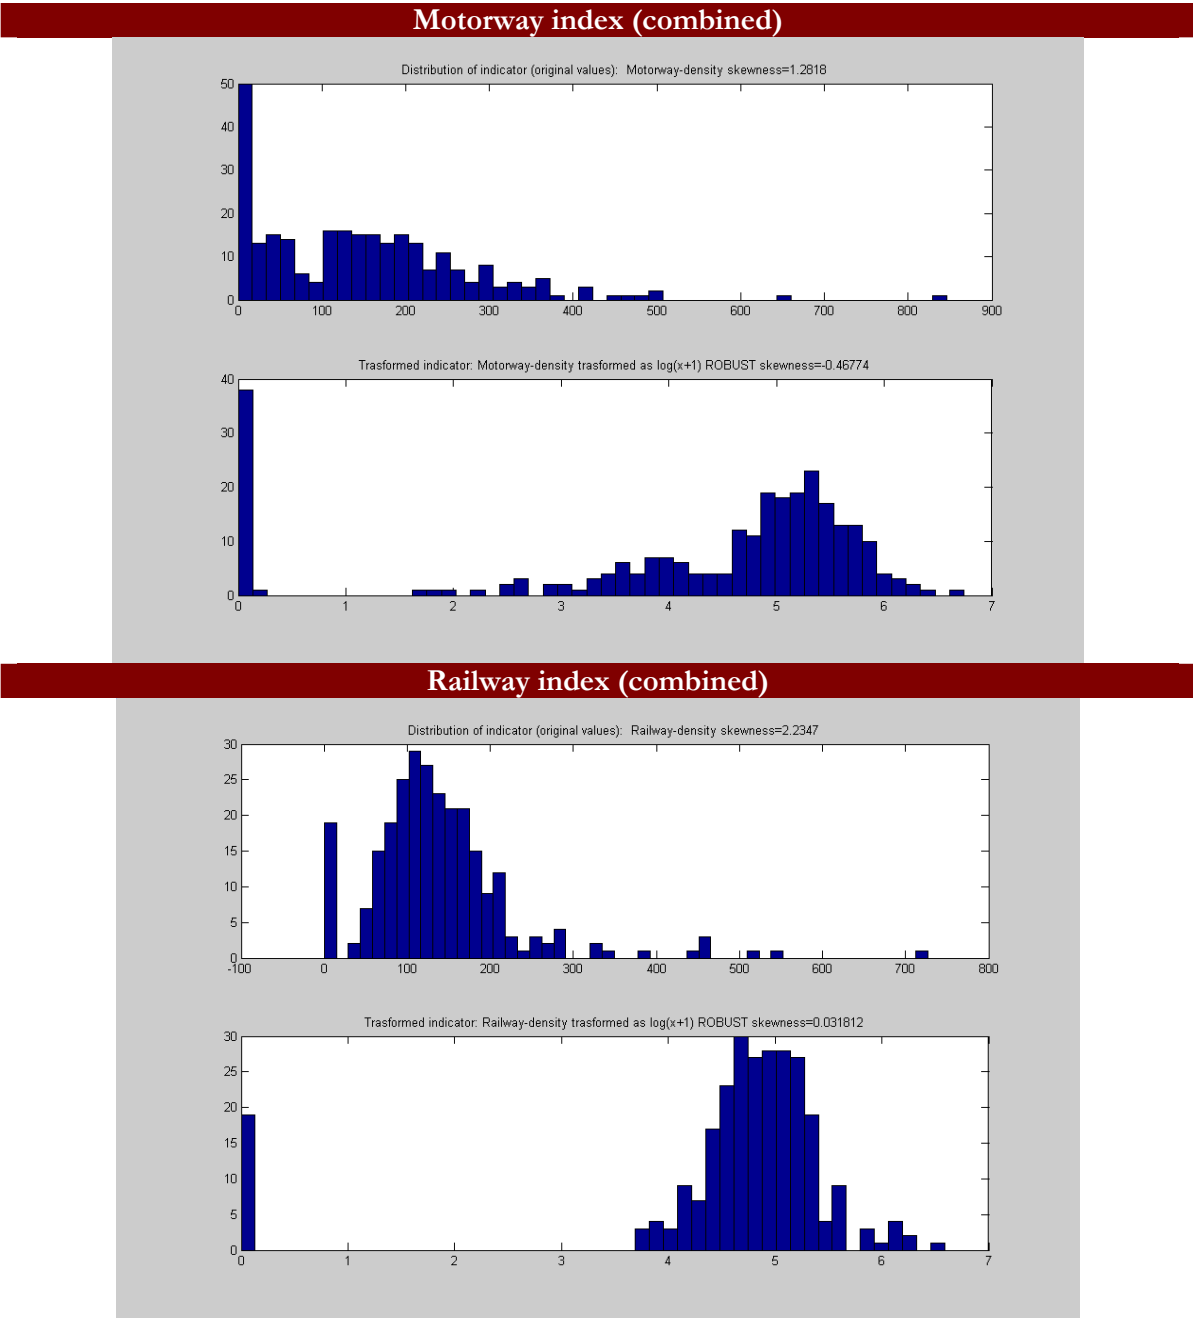 Motorway index (combined)
Distribution of indicator (original values): Motorway-density skewness=1.2818
50
40
30
20
10
0
0 100 200 300 400 500 600 700 800 900
Trasformed indicator: Motorway-density trasformed as log(x+1) ROBUST skewness=-0.46774
40
30
20
10
0
0 1 2 3 4 5 6 7
Railway index (combined)
Distribution of indicator (original values): Railway-density skewness=2.2347
30
25
20
15
10
5
0
-100 0 100 200 300 400 500 600 700 800
Trasformed indicator: Railway-density trasformed as log(x+1) ROBUST skewness=0.031812
30
25
20
15
10
5
0
0 1 2 3 4 5 6 7